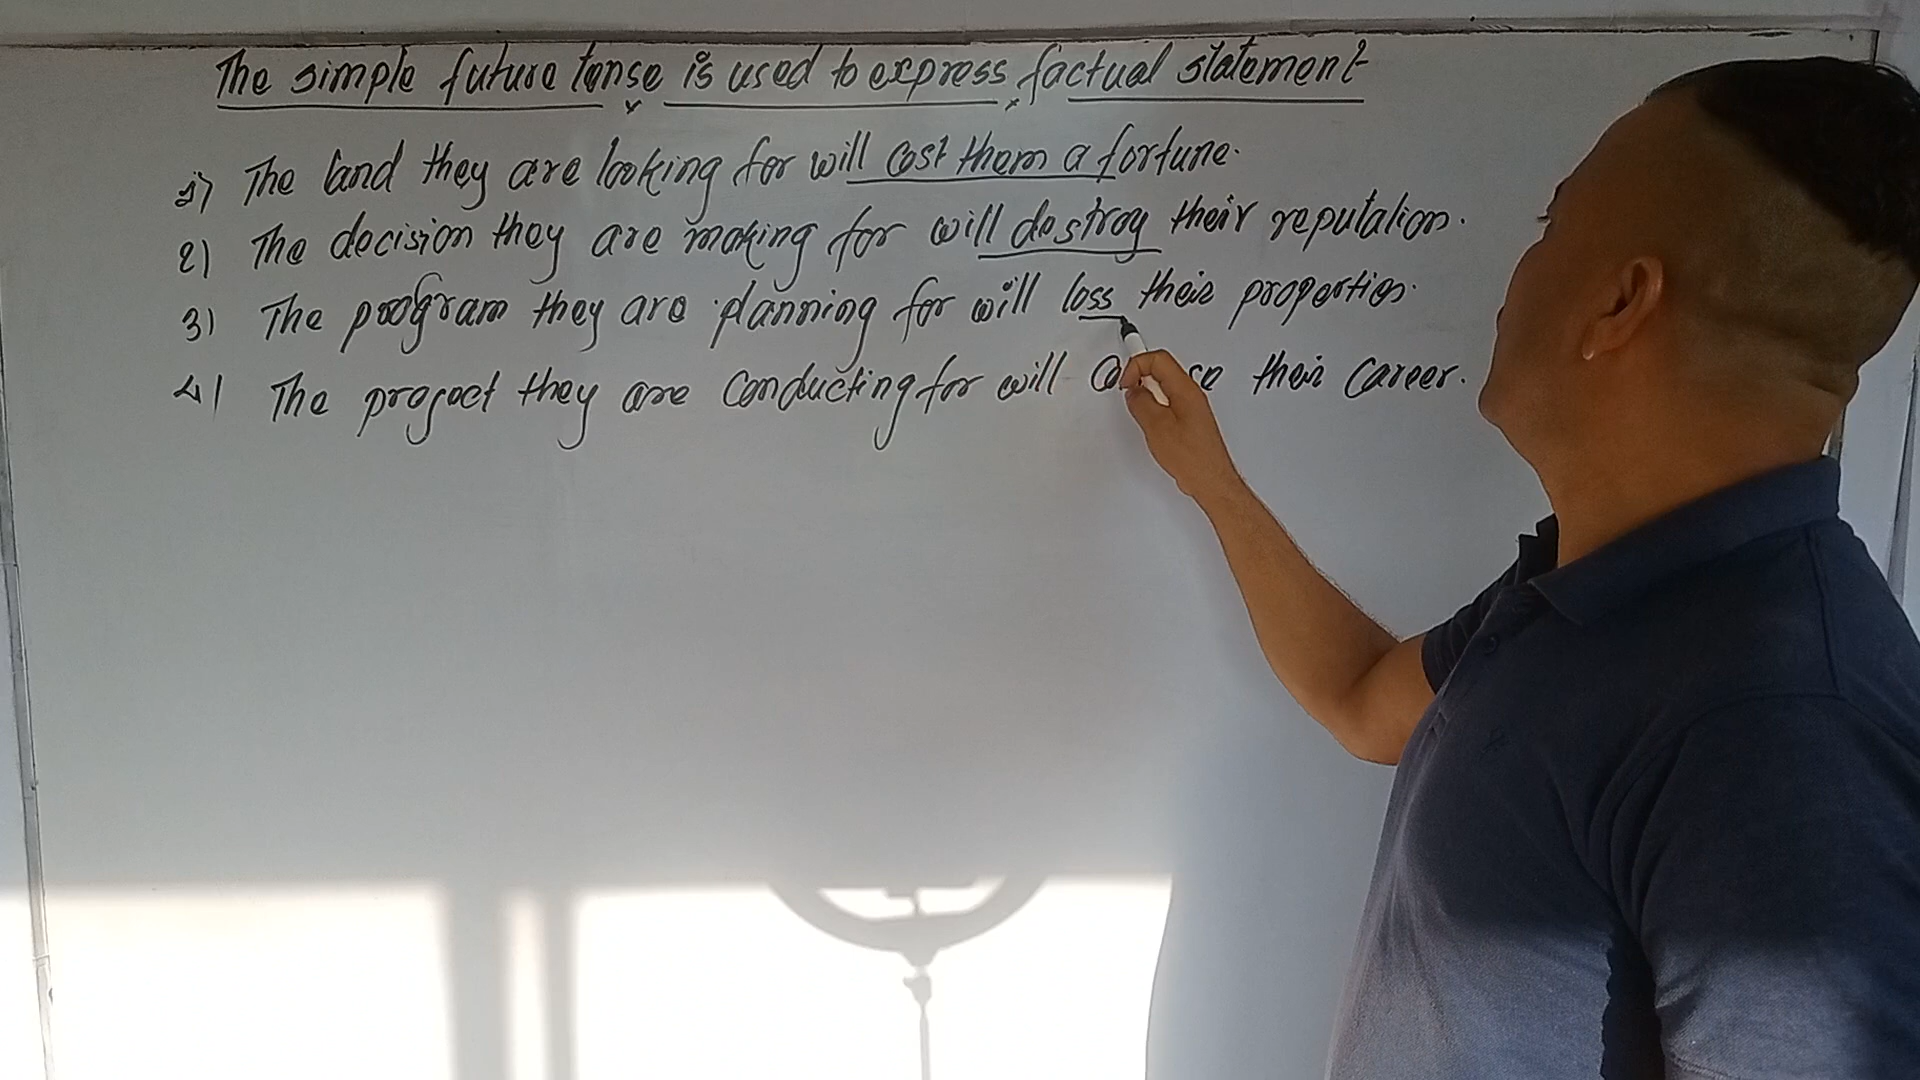 The simple future tense is used to express factual statement
1) The land they are looking for will cost them a fortune.
2) The decision they are making for will destroy their reputation.
3) The program they are planning for will loss their properties.
4) The project they are conducting for will their career.